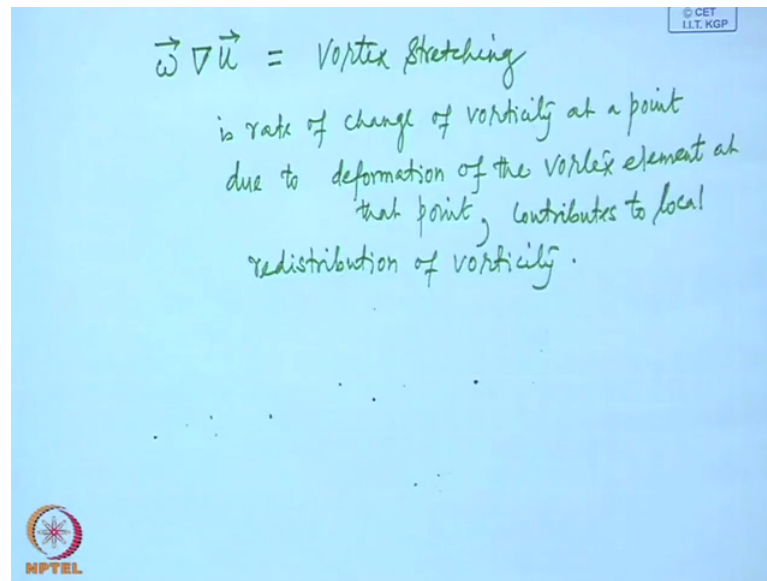 © CET
I.I.T. KGP
ω⃗ ∇u⃗ = Vortex stretching
is rate of change of vorticity at a point
due to deformation of the vortex element at
that point, contributes to local
redistribution of vorticity.
NPTEL